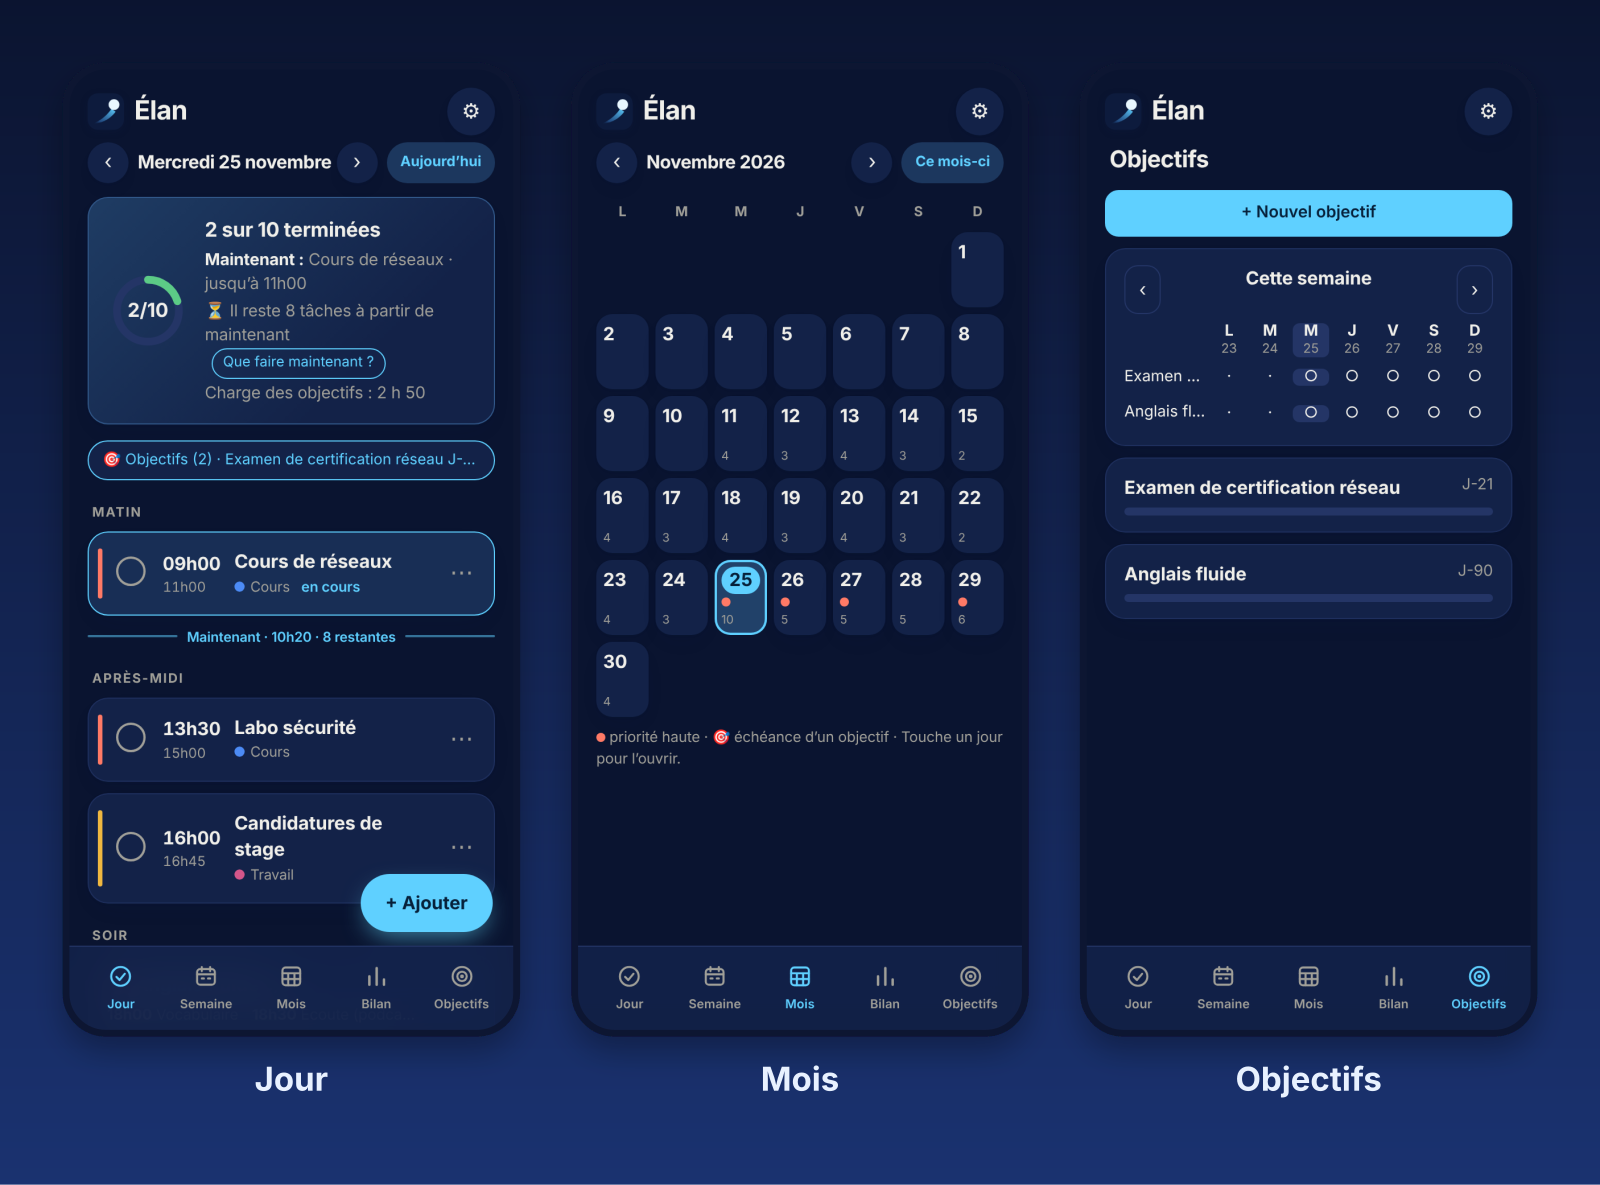 Élan
⚙
‹ Mercredi 25 novembre › Aujourd’hui
2 sur 10 terminées
Maintenant : Cours de réseaux ·
jusqu’à 11h00
2/10
⏳ Il reste 8 tâches à partir de
maintenant
Que faire maintenant ?
Charge des objectifs : 2 h 50
🎯 Objectifs (2) · Examen de certification réseau J-...
MATIN
09h00 Cours de réseaux ...
11h00 Cours en cours
Maintenant · 10h20 · 8 restantes
APRÈS-MIDI
13h30 Labo sécurité ...
15h00 Cours
Candidatures de
16h00 stage ...
16h45 Travail
+ Ajouter
SOIR
Jour Semaine Mois Bilan Objectifs
Jour
Élan
⚙
‹ Novembre 2026 › Ce mois-ci
L M M J V S D
1
2 3 4 5 6 7 8
9 10 11 12 13 14 15
4 3 4 3 2
16 17 18 19 20 21 22
4 3 4 3 4 3 2
23 24 25 26 27 28 29
4 3 10 5 5 5 6
30
4
priorité haute · 🎯 échéance d’un objectif · Touche un jour
pour l’ouvrir.
Jour Semaine Mois Bilan Objectifs
Mois
Élan
⚙
Objectifs
+ Nouvel objectif
‹ Cette semaine ›
L M M J V S D
23 24 25 26 27 28 29
Examen ... · ·
Anglais fl... · ·
Examen de certification réseau J-21
Anglais fluide J-90
Jour Semaine Mois Bilan Objectifs
Objectifs